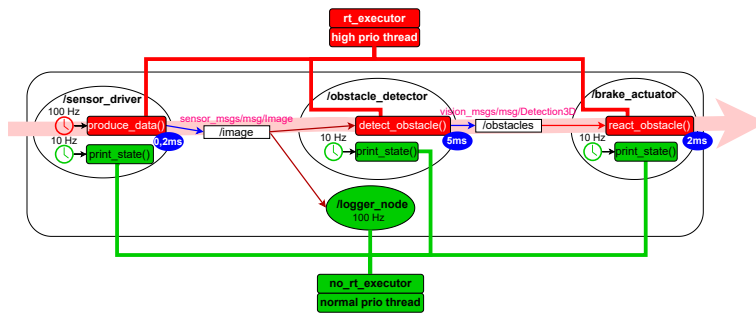 rt_executor
high prio thread
/sensor_driver
/obstacle_detector
/brake_actuator
100 Hz
sensor_msgs/msg/Image
vision_msgs/msg/Detection3D
100 Hz
produce_data()
/image
detect_obstacle()
/obstacles
react_obstacle()
0,2ms
5ms
2ms
10 Hz
print_state()
10 Hz
print_state()
10 Hz
print_state()
/logger_node
100 Hz
no_rt_executor
normal prio thread